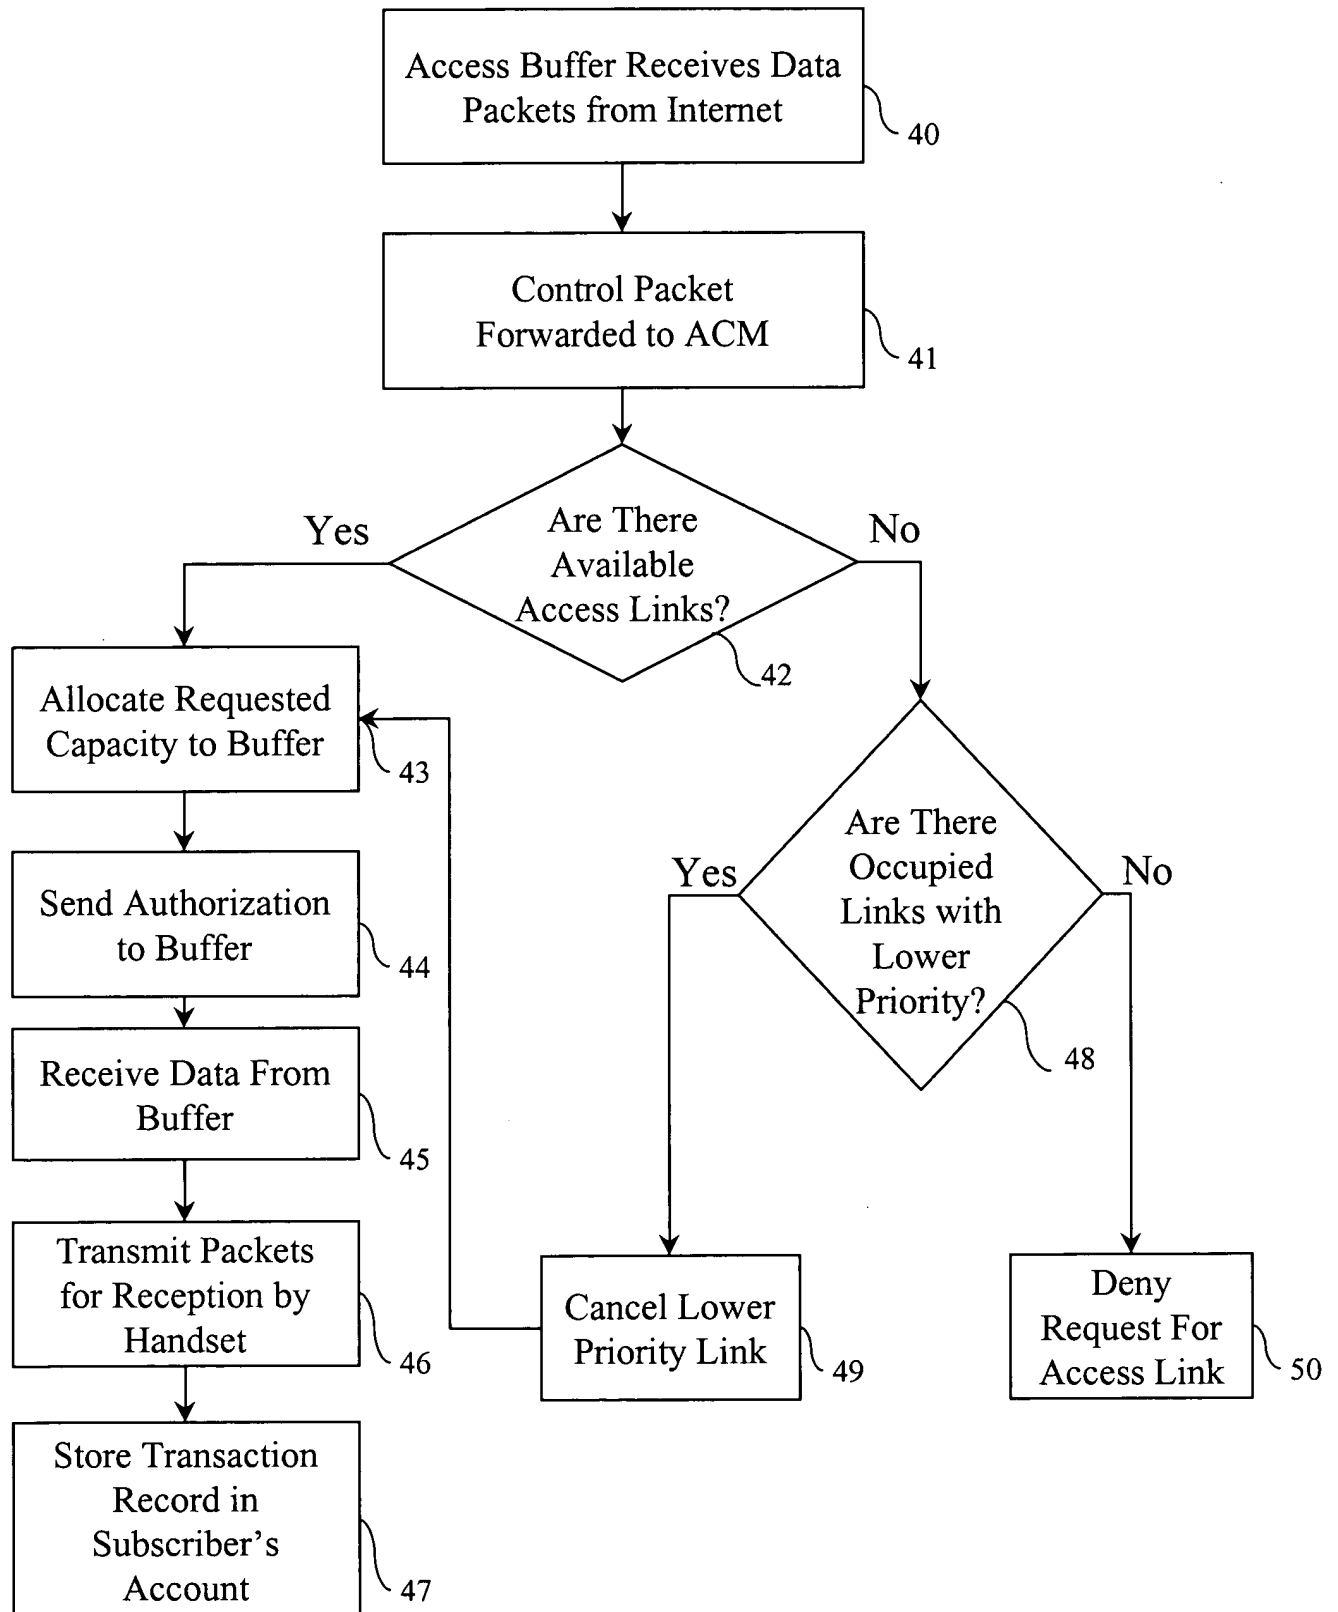 Access Buffer Receives Data
Packets from Internet
40
Control Packet
Forwarded to ACM
41
Are There
Available
Access Links?
42
Yes
No
Allocate Requested
Capacity to Buffer
43
Send Authorization
to Buffer
44
Receive Data From
Buffer
45
Transmit Packets
for Reception by
Handset
46
Store Transaction
Record in
Subscriber's
Account
47
Are There
Occupied
Links with
Lower
Priority?
48
Yes
No
Cancel Lower
Priority Link
49
Deny
Request For
Access Link
50